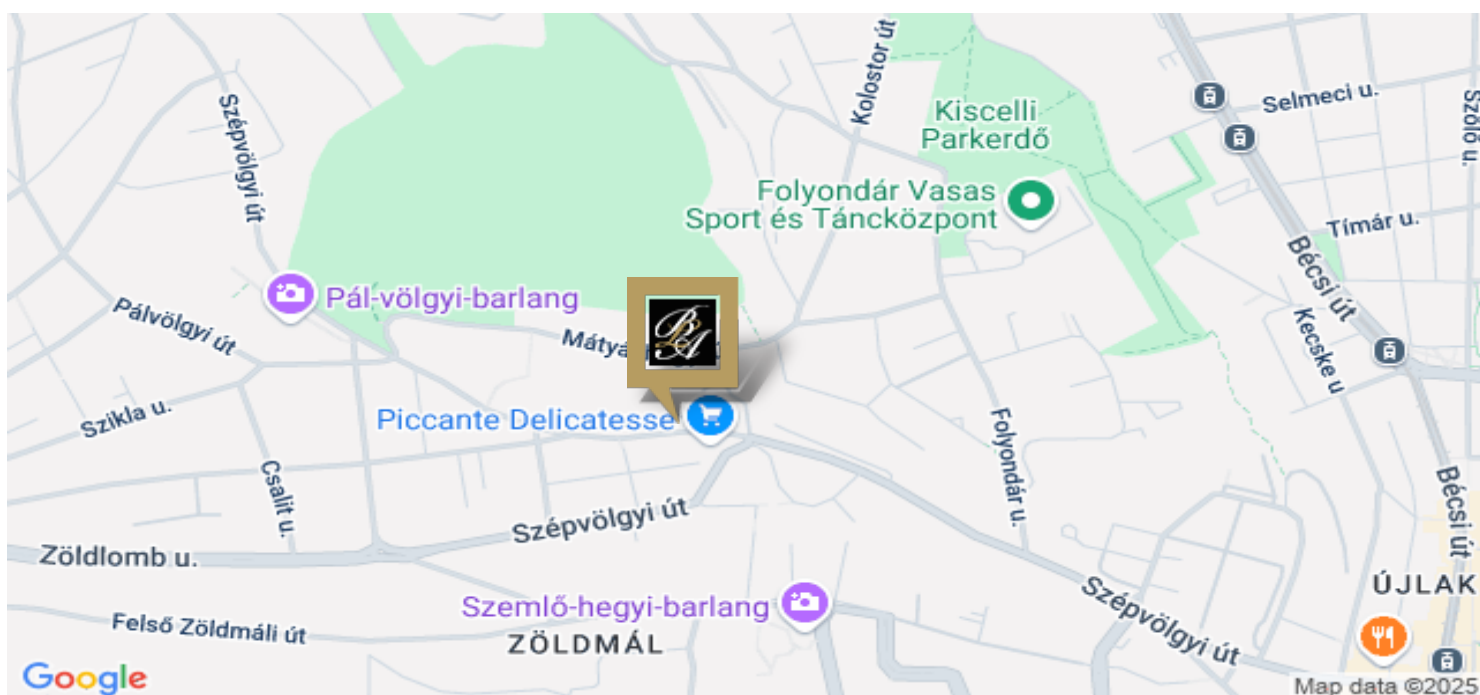 Szépvölgyi út
Kolostor út
Kiscelli
Parkerdő
Selmeci u.
Szőlő u.
Folyondár Vasas
Sport és Táncközpont
Tímár u.
Bécsi út
Pál-völgyi-barlang
Pálvölgyi út
Mátyá
Kecske u
Piccante Delicatesse
Szikla u.
Csalit u.
Folyondár u.
Szépvölgyi út
Zöldlomb u.
Bécsi út
ÚJLAK
Szépvölgyi út
Szemlő-hegyi-barlang
Felső Zöldmáli út
ZÖLDMÁL
Google
Map data ©2025